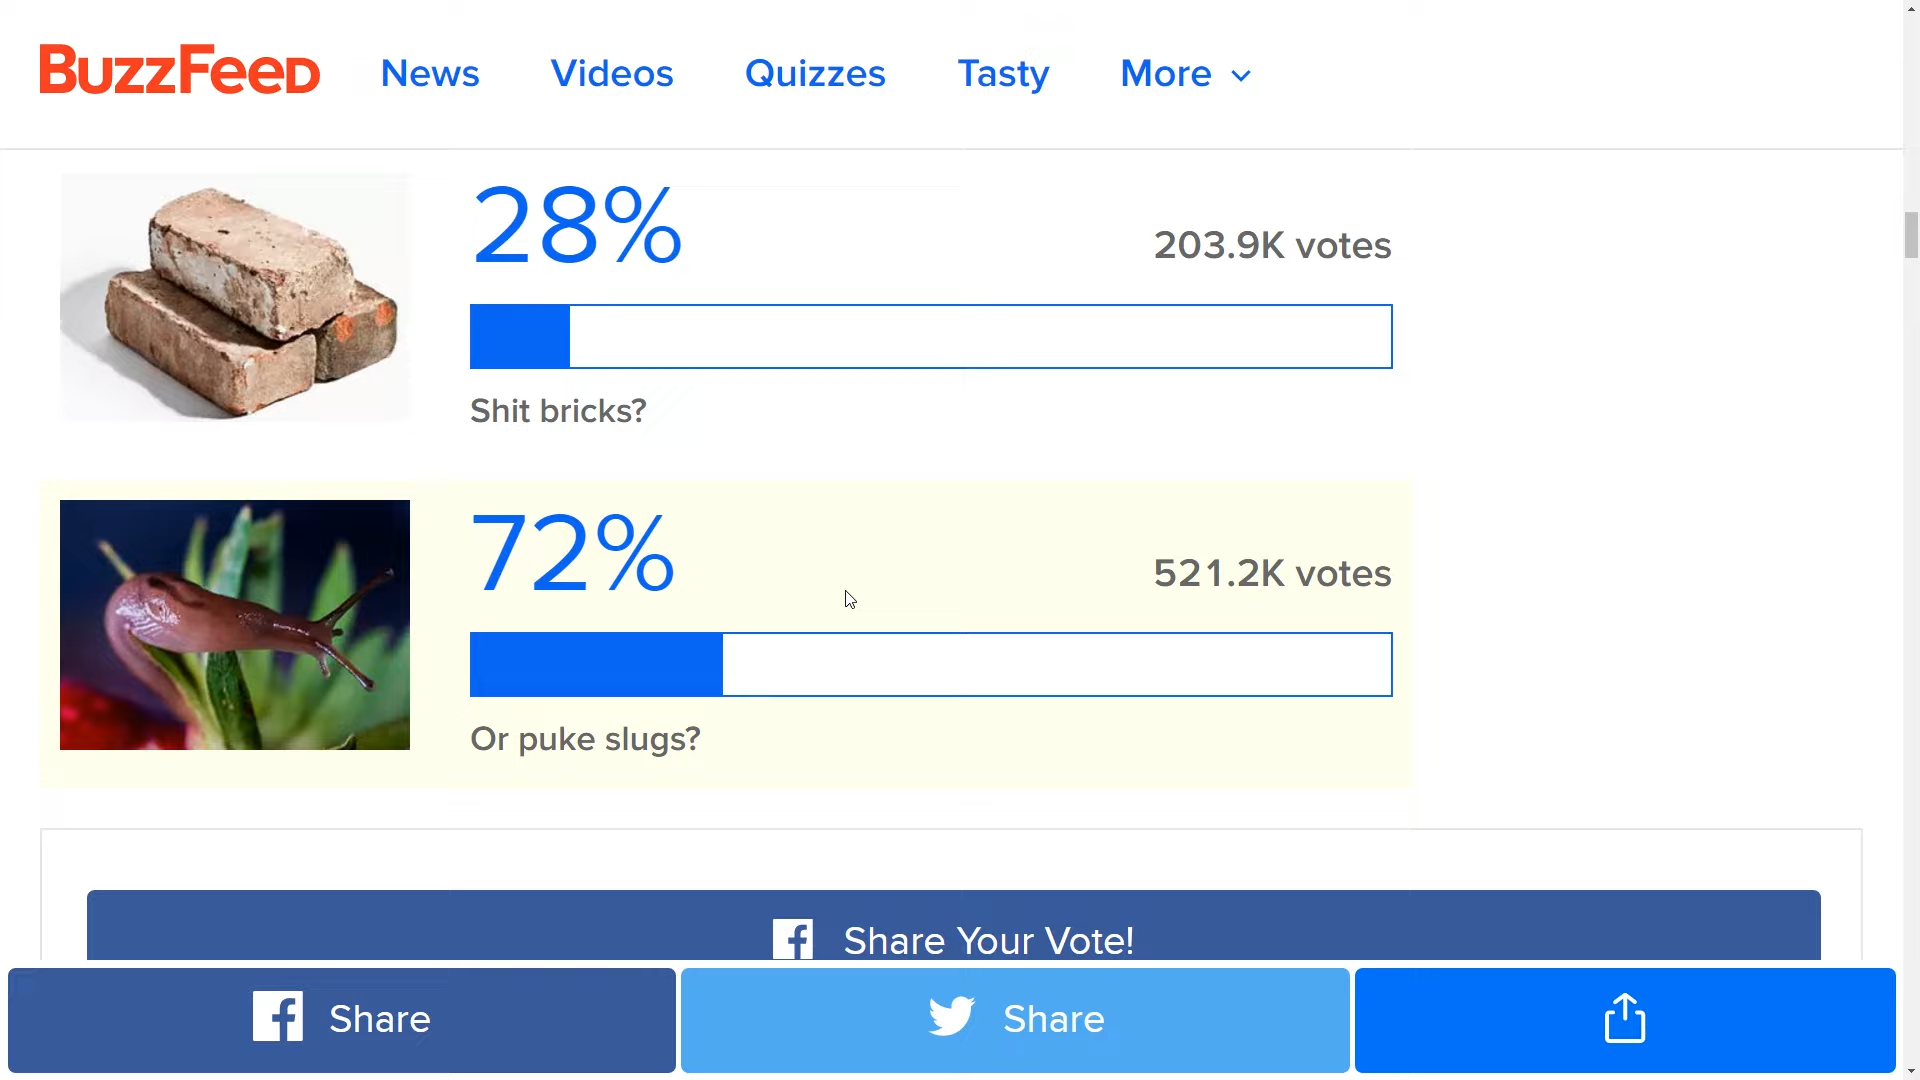 BuzzFeed News Videos Quizzes Tasty More
28%
203.9K votes
Shit bricks?
72%
521.2K votes
Or puke slugs?
Share Your Vote!
Share Share